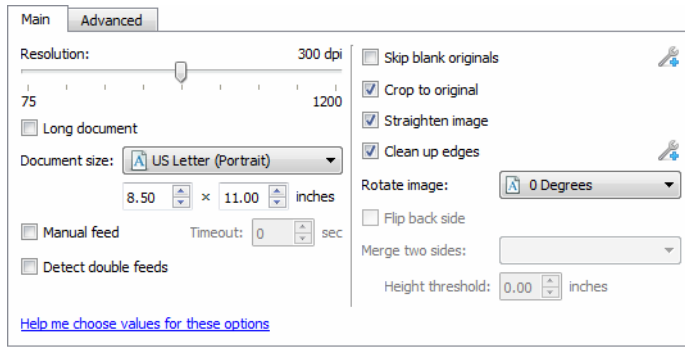 Main Advanced
Resolution: 300 dpi
75 1200
Long document
Document size: US Letter (Portrait)
8.50 × 11.00 inches
Manual feed Timeout: 0 sec
Detect double feeds
Help me choose values for these options
Skip blank originals
Crop to original
Straighten image
Clean up edges
Rotate image: 0 Degrees
Flip back side
Merge two sides:
Height threshold: 0.00 inches